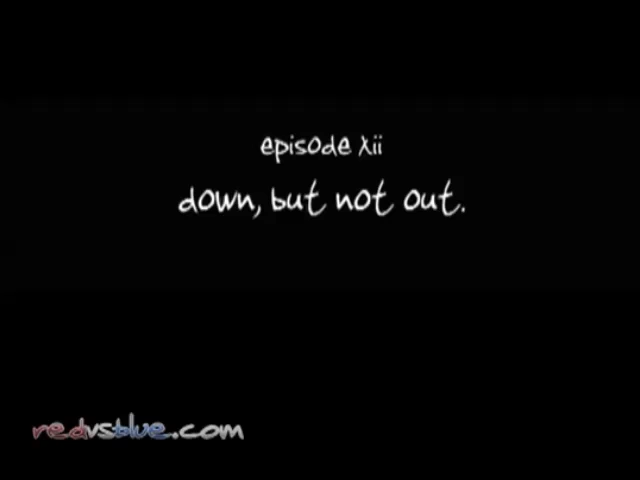 episode xii
down, but not out.
redvsblue.com